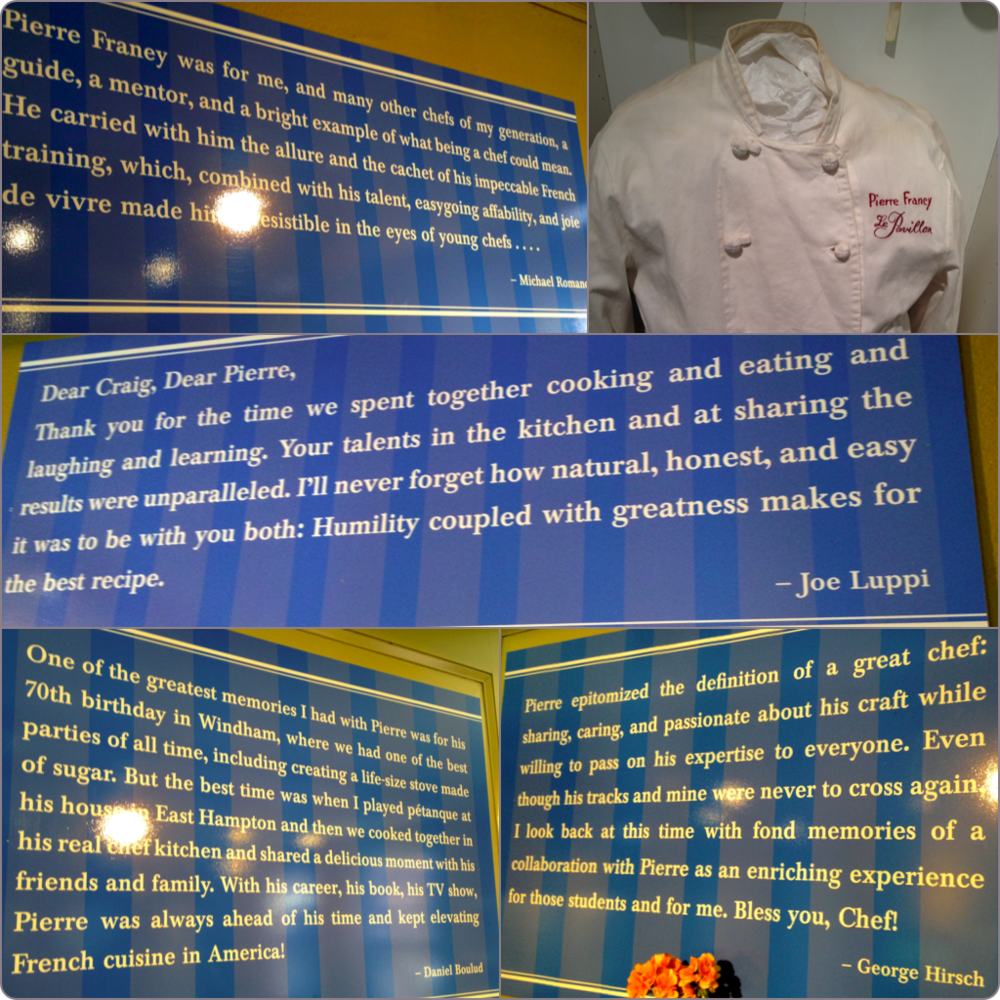 Pierre Franey was for me, and many other chefs of my generation, a
guide, a mentor, and a bright example of what being a chef could mean.
He carried with him the allure and the cachet of his impeccable French
training, which, combined with his talent, easygoing affability, and joie
de vivre made resistible in the eyes of young chefs . . . .
– Michael Romano
Pierre Franey
Le Pavillon
Dear Craig, Dear Pierre,
Thank you for the time we spent together cooking and eating and
laughing and learning. Your talents in the kitchen and at sharing the
results were unparalleled. I'll never forget how natural, honest, and easy
it was to be with you both: Humility coupled with greatness makes for
the best recipe.
– Joe Luppi
One of the greatest memories I had with Pierre was for his
70th birthday in Windham, where we had one of the best
parties of all time, including creating a life-size stove made
of sugar. But the best time was when I played pétanque at
his house in East Hampton and then we cooked together in
his real chef kitchen and shared a delicious moment with his
friends and family. With his career, his book, his TV show,
Pierre was always ahead of his time and kept elevating
French cuisine in America!
– Daniel Boulud
Pierre epitomized the definition of a great chef:
sharing, caring, and passionate about his craft while
willing to pass on his expertise to everyone. Even
though his tracks and mine were never to cross again,
I look back at this time with fond memories of a
collaboration with Pierre as an enriching experience
for those students and for me. Bless you, Chef!
– George Hirsch